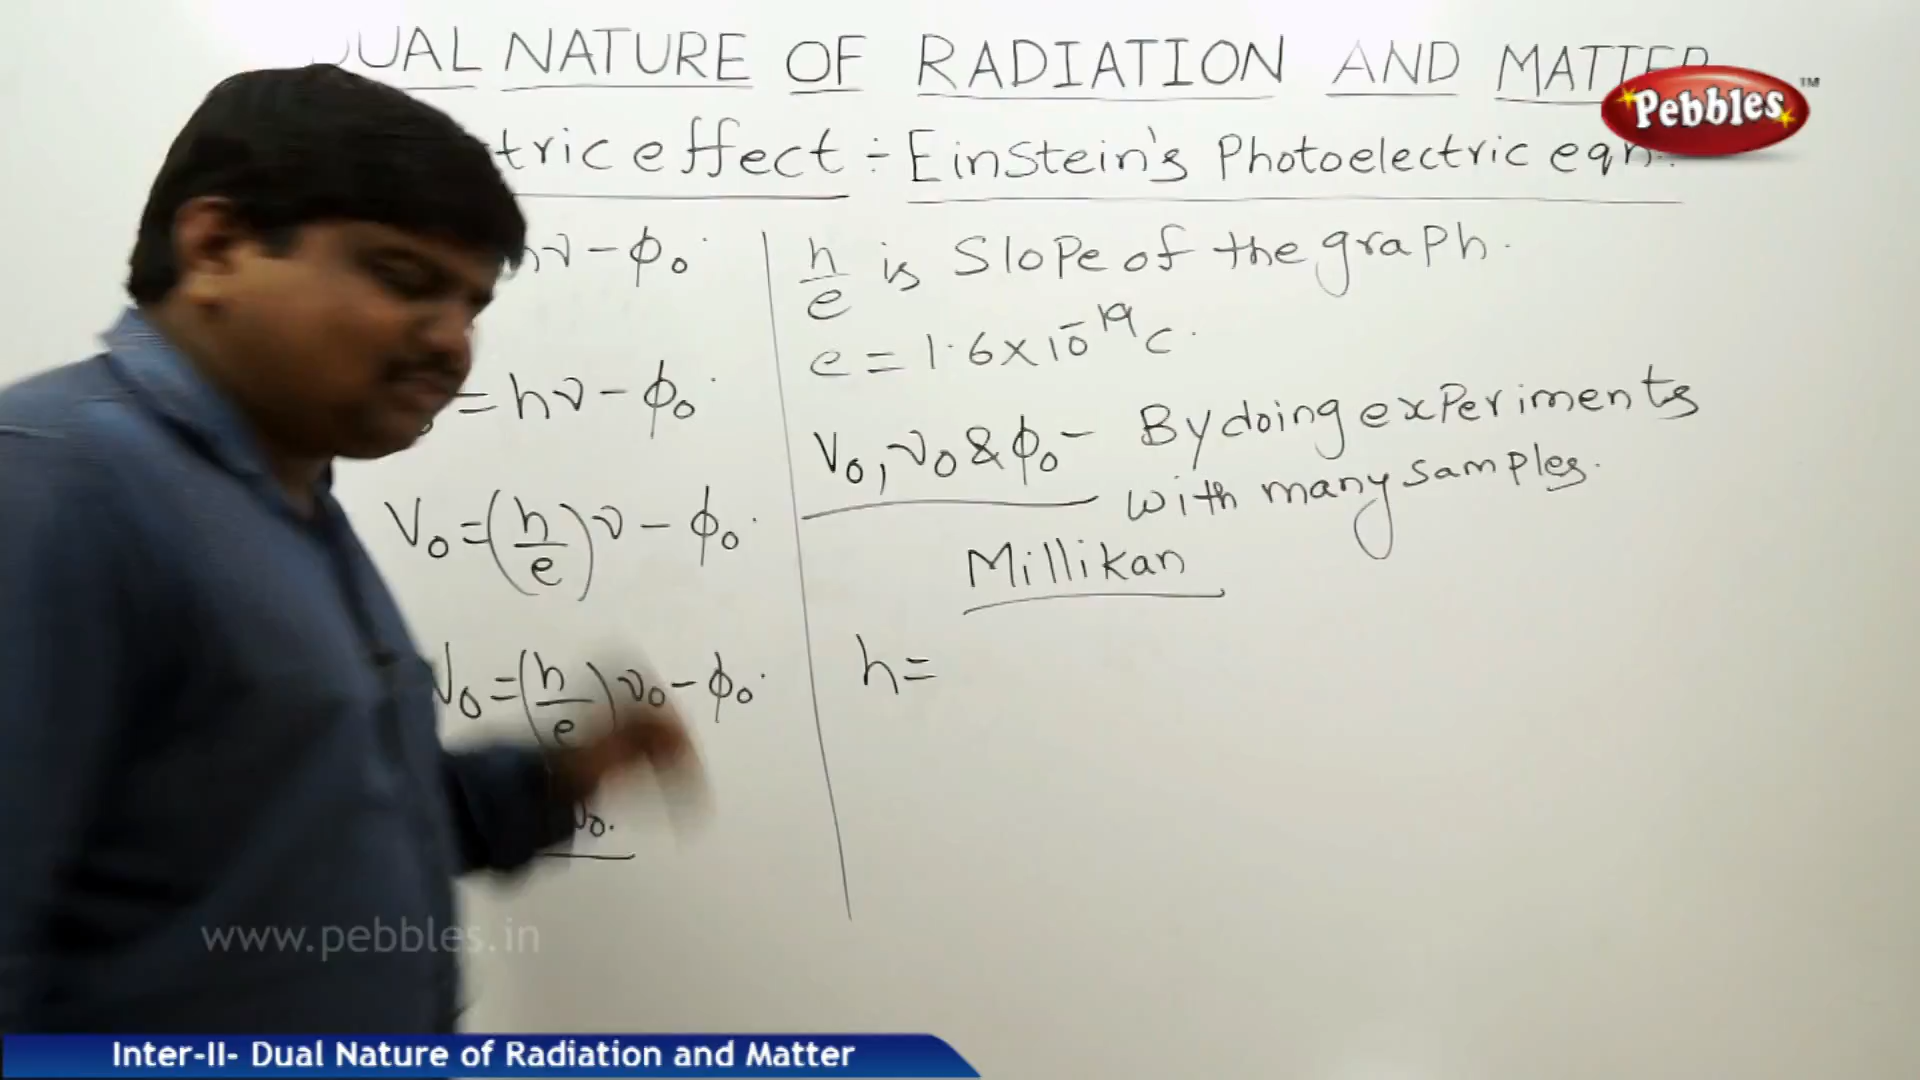 DUAL NATURE OF RADIATION AND MATTER
Pebbles™
tric effect :- Einstein's Photoelectric eqn:
hν - ϕ₀.
= hν - ϕ₀.
V₀ = (h/e)ν - ϕ₀.
V₀ = (h/e)ν₀ - ϕ₀.
ν₀.
h/e is Slope of the graph.
e = 1.6×10⁻¹⁹C.
V₀, ν₀ & ϕ₀ - By doing experiments
with many samples.
Millikan
h =
www.pebbles.in
Inter-II- Dual Nature of Radiation and Matter